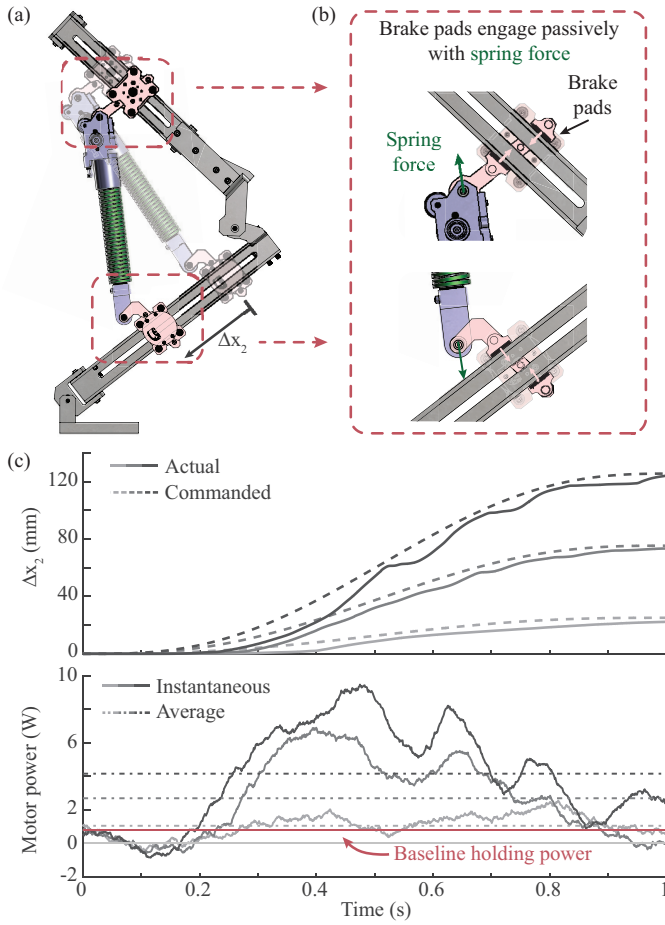 (a)
(b)
Brake pads engage passively
with spring force
Brake
pads
Spring
force
Δx2
(c)
Actual
Commanded
120
80
40
0
Δx2 (mm)
Instantaneous
Average
10
6
2
0
-2
Motor power (W)
Baseline holding power
0 0.2 0.4 0.6 0.8 1
Time (s)